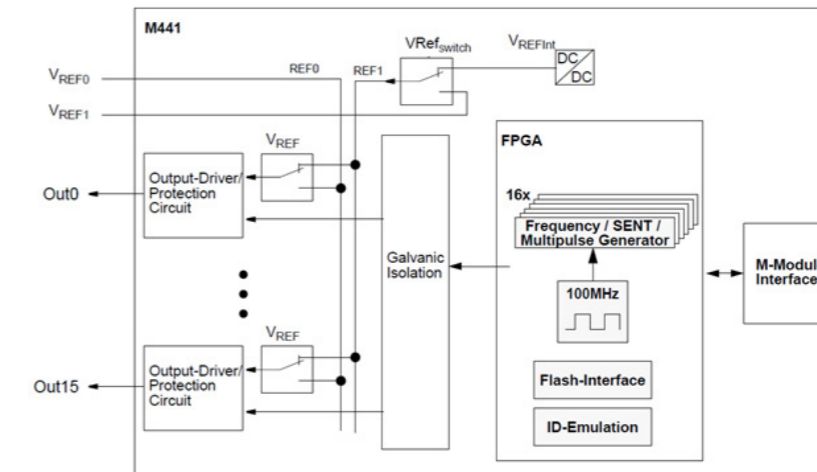 M441
VRefswitch
VREFInt
DC
DC
VREF0
REF0
REF1
VREF1
FPGA
VREF
Output-Driver/
Protection
Circuit
Out0
16x
Frequency / SENT /
Multipulse Generator
Galvanic
Isolation
M-Modul
Interface
100MHz
VREF
Output-Driver/
Protection
Circuit
Out15
Flash-Interface
ID-Emulation